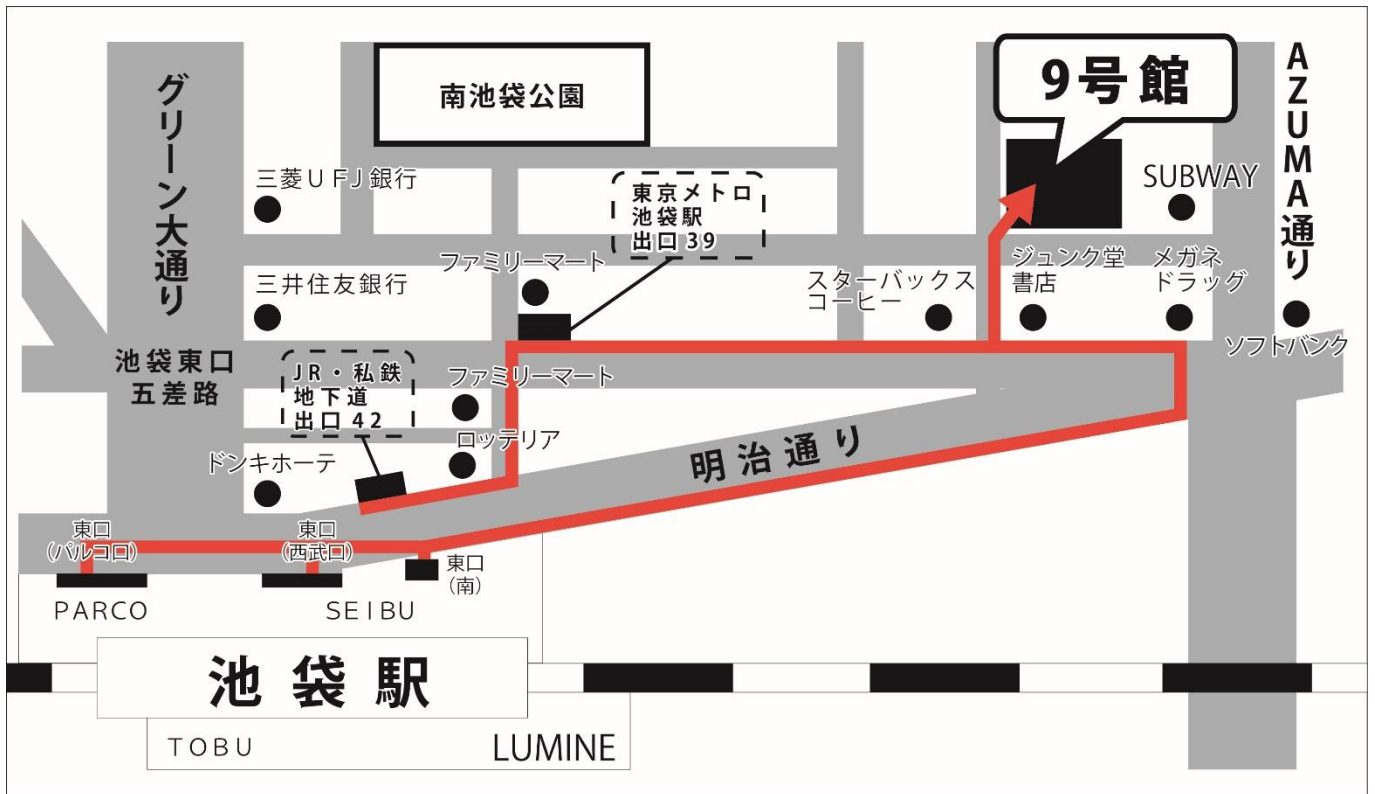 グリーン大通り
南池袋公園
9号館
AZUMA通り
三菱UFJ銀行
東京メトロ
池袋駅
出口39
SUBWAY
三井住友銀行
ファミリーマート
スターバックス
コーヒー
ジュンク堂
書店
メガネ
ドラッグ
ソフトバンク
池袋東口
五差路
JR・私鉄
地下道
出口42
ファミリーマート
ロッテリア
ドンキホーテ
明治通り
東口
(パルコ口)
東口
(西武口)
東口
(南)
PARCO
SEIBU
池袋駅
TOBU
LUMINE